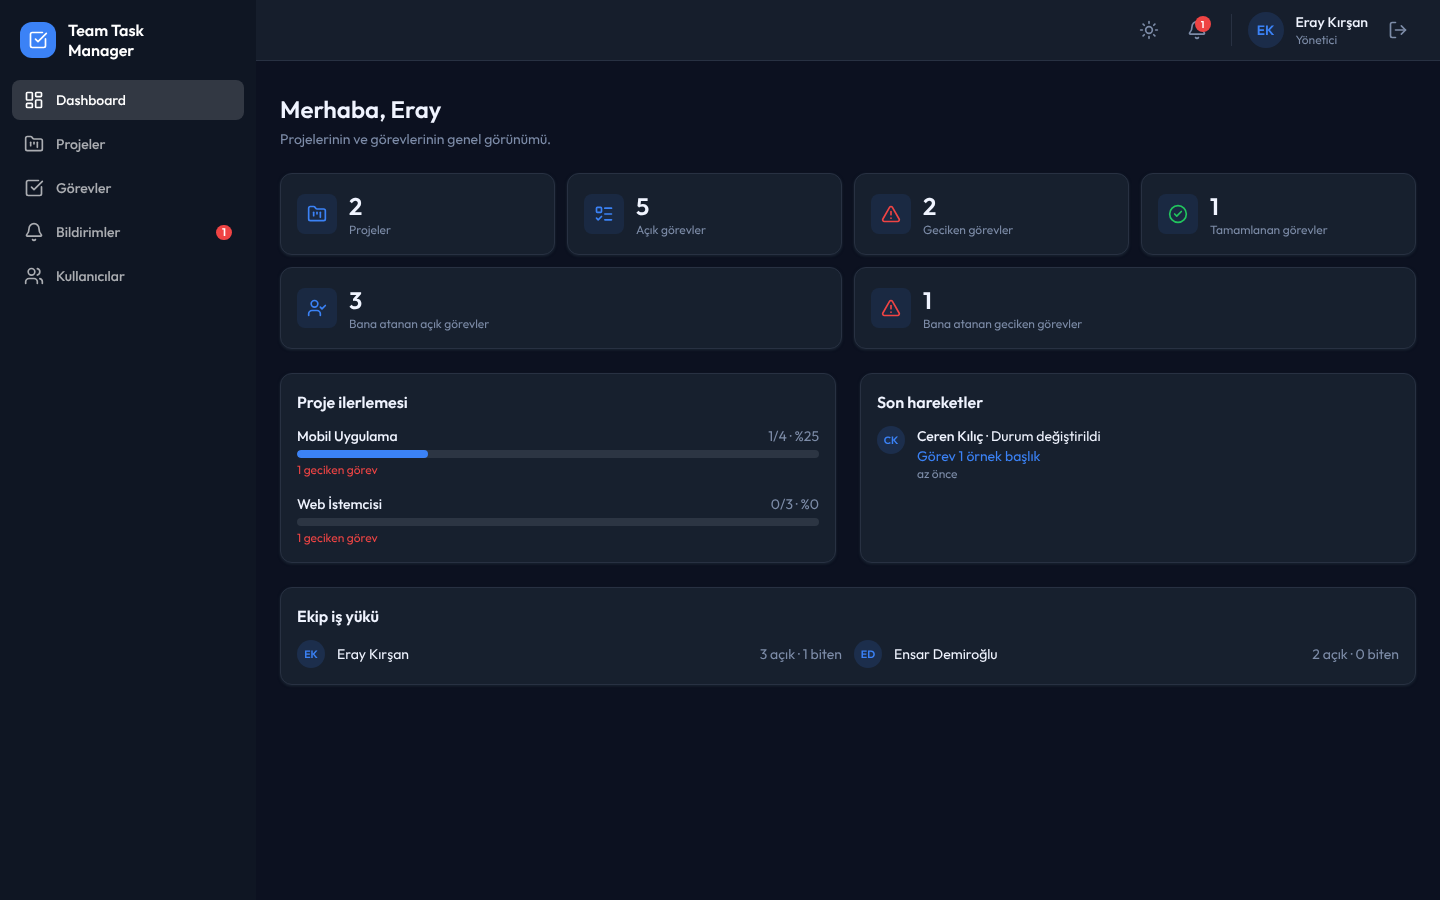 Team Task
Manager
Dashboard
Projeler
Görevler
Bildirimler 1
Kullanıcılar
1
EK
Eray Kırşan
Yönetici
Merhaba, Eray
Projelerinin ve görevlerinin genel görünümü.
2
Projeler
5
Açık görevler
2
Geciken görevler
1
Tamamlanan görevler
3
Bana atanan açık görevler
1
Bana atanan geciken görevler
Proje ilerlemesi
Mobil Uygulama 1/4 · %25
1 geciken görev
Web İstemcisi 0/3 · %0
1 geciken görev
Son hareketler
CK
Ceren Kılıç · Durum değiştirildi
Görev 1 örnek başlık
az önce
Ekip iş yükü
EK Eray Kırşan 3 açık · 1 biten
ED Ensar Demiroğlu 2 açık · 0 biten